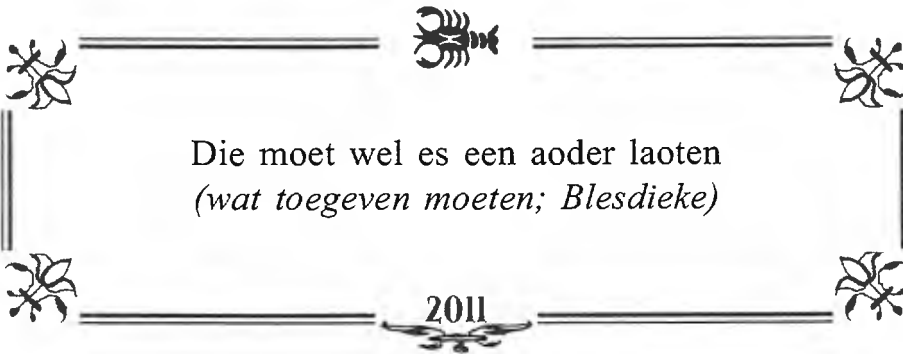 Die moet wel es een aoder laoten
(wat toegeven moeten; Blesdieke)
2011